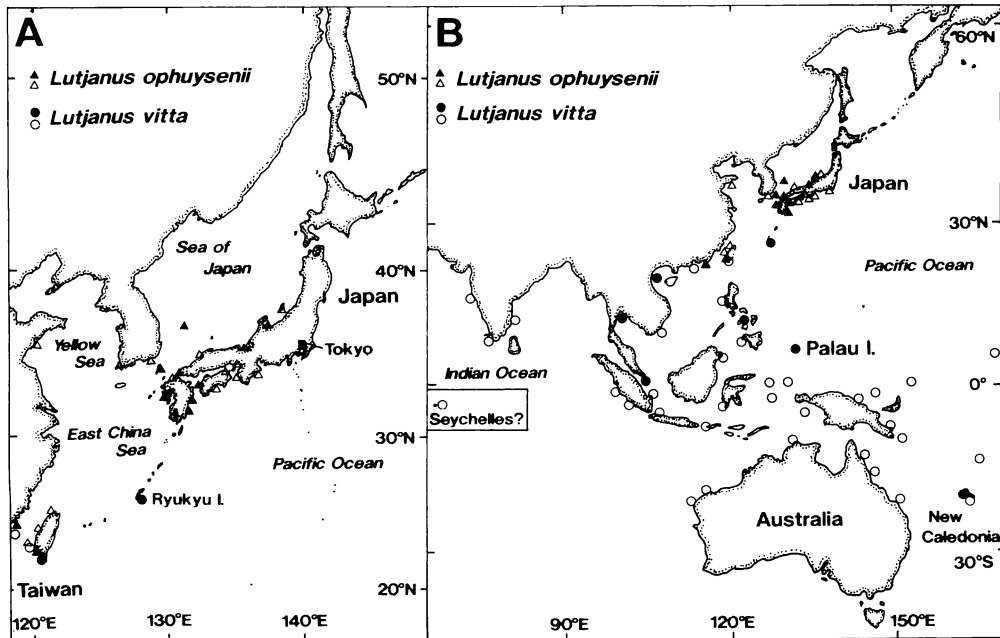 A
Lutjanus ophuysenii
Lutjanus vitta
50°N
Sea of
Japan
40°N
Japan
Yellow
Sea
Tokyo
East China
Sea
30°N
Pacific Ocean
Ryukyu I.
Taiwan
20°N
120°E
130°E
140°E
B
60°N
Lutjanus ophuysenii
Lutjanus vitta
Japan
30°N
Pacific Ocean
Palau I.
Indian Ocean
0°
Seychelles?
Australia
New
Caledonia
30°S
90°E
120°E
150°E